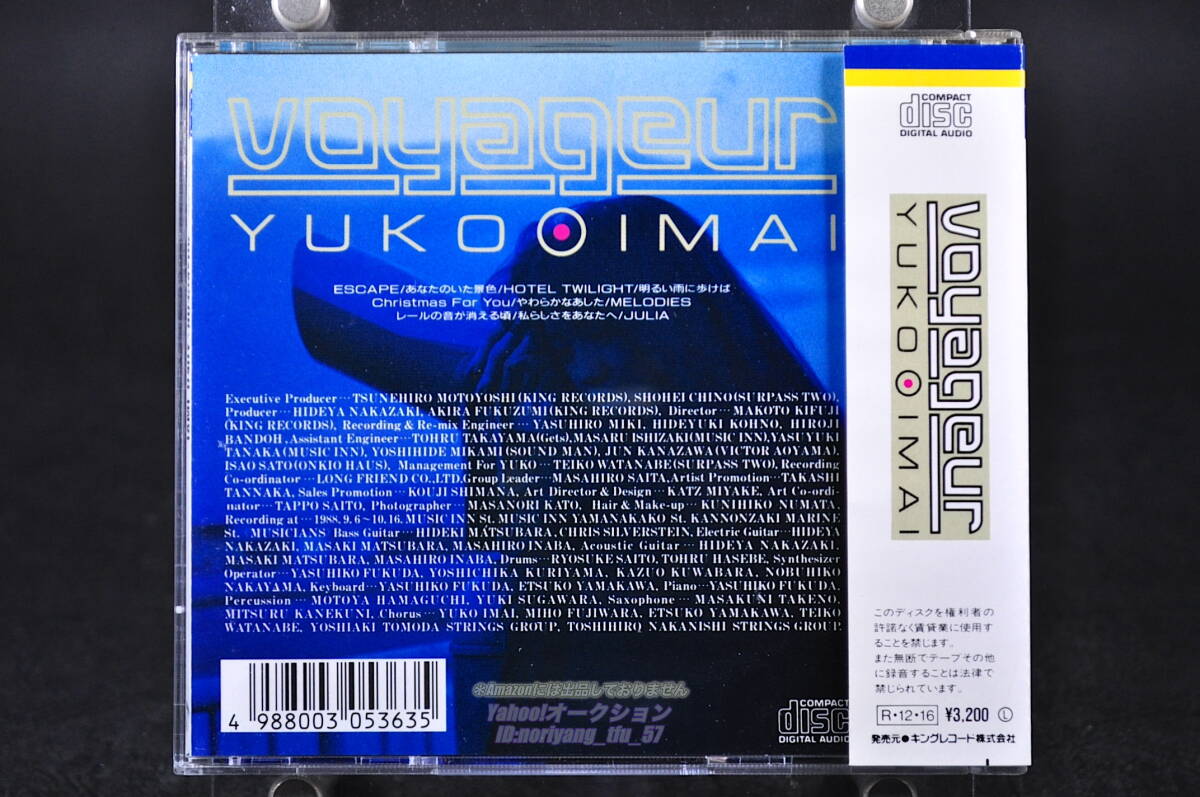 voyageur
YUKO IMAI
ESCAPE/あなたのいた景色/HOTEL TWILIGHT/明るい雨に歩けば
Christmas For You/やわらかなあした/MELODIES
レールの音が消える頃/私らしさをあなたへ/JULIA
Executive Producer…TSUNEHIRO MOTOYOSHI (KING RECORDS), SHOHEI CHINO(SURPASS TWO),
Producer…HIDEYA NAKAZAKI, AKIRA FUKUZUMI(KING RECORDS), Director…MAKOTO KIFUJI
(KING RECORDS), Recording & Re-mix Engineer…YASUHIRO MIKI, HIDEYUKI KOHNO, HIROJI
BANDOH, Assistant Engineer…TOHRU TAKAYAMA(Gets),MASARU ISHIZAKI(MUSIC INN),YASUYUKI
TANAKA(MUSIC INN), YOSHIHIDE MIKAMI(SOUND MAN), JUN KANAZAWA(VICTOR AOYAMA),
ISAO SATO(ONKIO HAUS), Management For YUKO…TEIKO WATANABE(SURPASS TWO), Recording
Co-ordinator…LONG FRIEND CO.,LTD,Group Leader…MASAHIRO SAITA,Artist Promotion…TAKASHI
TANNAKA, Sales Promotion…KOUJI SHIMANA, Art Director & Design…KATZ MIYAKE, Art Co-ordi-
nator…TAPPO SAITO, Photographer…MASANORI KATO, Hair & Make-up…KUNIHIKO NUMATA,
Recording at…1988.9.6~10.16. MUSIC INN St. MUSIC INN YAMANAKAKO St. KANNONZAKI MARINE
St. MUSICIANS Bass Guitar…HIDEKI MATSUBARA, CHRIS SILVERSTEIN, Electric Guitar…HIDEYA
NAKAZAKI, MASAKI MATSUBARA, MASAHIRO INABA, Acoustic Guitar…HIDEYA NAKAZAKI,
MASAKI MATSUBARA, MASAHIRO INABA, Drums…RYOSUKE SAITO, TOHRU HASEBE, Synthesizer
Operator…YASUHIKO FUKUDA, YOSHICHIKA KURIYAMA, KAZUO KUWABARA, NOBUHIKO
NAKAYAMA, Keyboard…YASUHIKO FUKUDA, ETSUKO YAMAKAWA, Piano…YASUHIKO FUKUDA,
Percussion…MOTOYA HAMAGUCHI, YUKI SUGAWARA, Saxophone…MASAKUNI TAKENO,
MITSURU KANEKUNI, Chorus…YUKO IMAI, MIHO FUJIWARA, ETSUKO YAMAKAWA, TEIKO
WATANABE, YOSHIAKI TOMODA STRINGS GROUP, TOSHIHIRO NAKANISHI STRINGS GROUP.
4 988003 053635
※Amazonには出品しておりません
Yahoo!オークション
ID:noriyang_tfu_57
COMPACT
disc
DIGITAL AUDIO
COMPACT
disc
DIGITAL AUDIO
voyageur
YUKO IMAI
このディスクを権利者の
許諾なく賃貸業に使用す
ることを禁じます。
また無断でテープその他
に録音することは法律で
禁じられています。
R・12・16 ¥3,200 Ⓛ
発売元●キングレコード株式会社